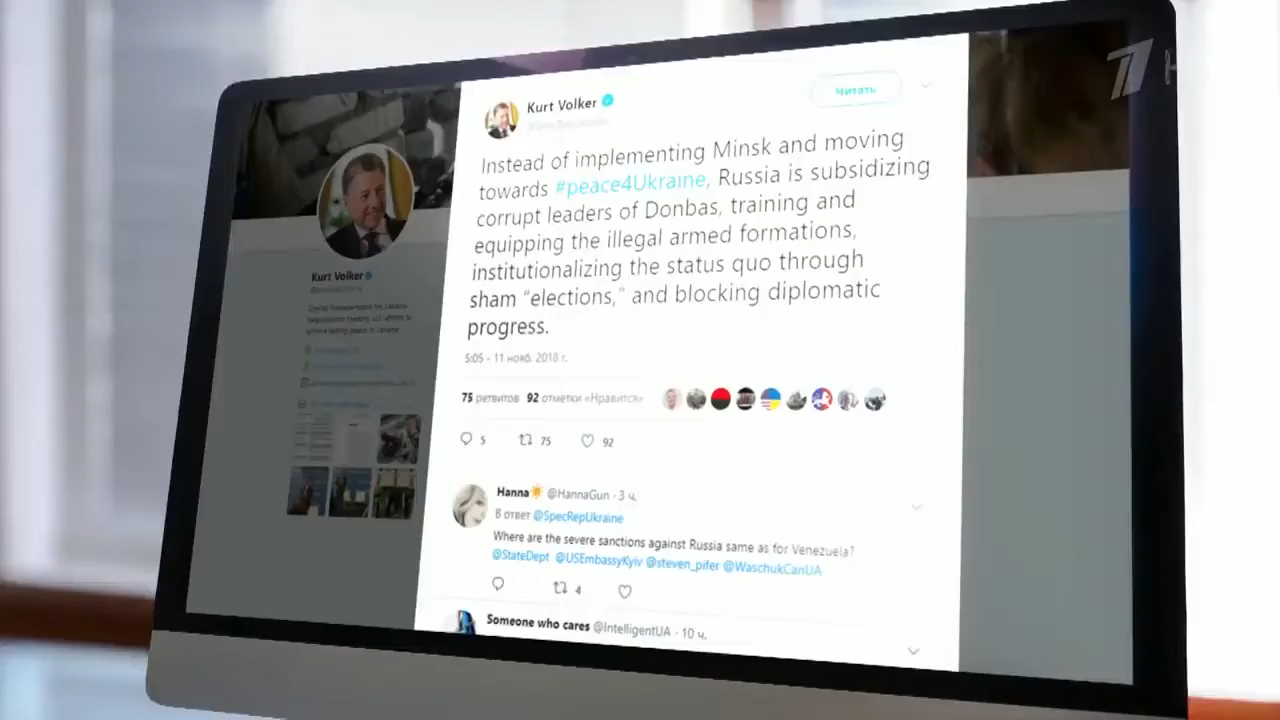 Kurt Volker
Читать
Instead of implementing Minsk and moving
towards #peace4Ukraine, Russia is subsidizing
corrupt leaders of Donbas, training and
equipping the illegal armed formations,
institutionalizing the status quo through
sham “elections,” and blocking diplomatic
progress.
5:05 - 11 нояб. 2018 г.
75 ретвитов 92 отметки «Нравится»
5 75 92
Hanna @HannaGun · 3 ч.
В ответ @SpecRepUkraine
Where are the severe sanctions against Russia same as for Venezuela?
@StateDept @USEmbassyKyiv @steven_pifer @WaschukCanUA
4
Someone who cares @IntelligentUA · 10 ч.
Kurt Volker